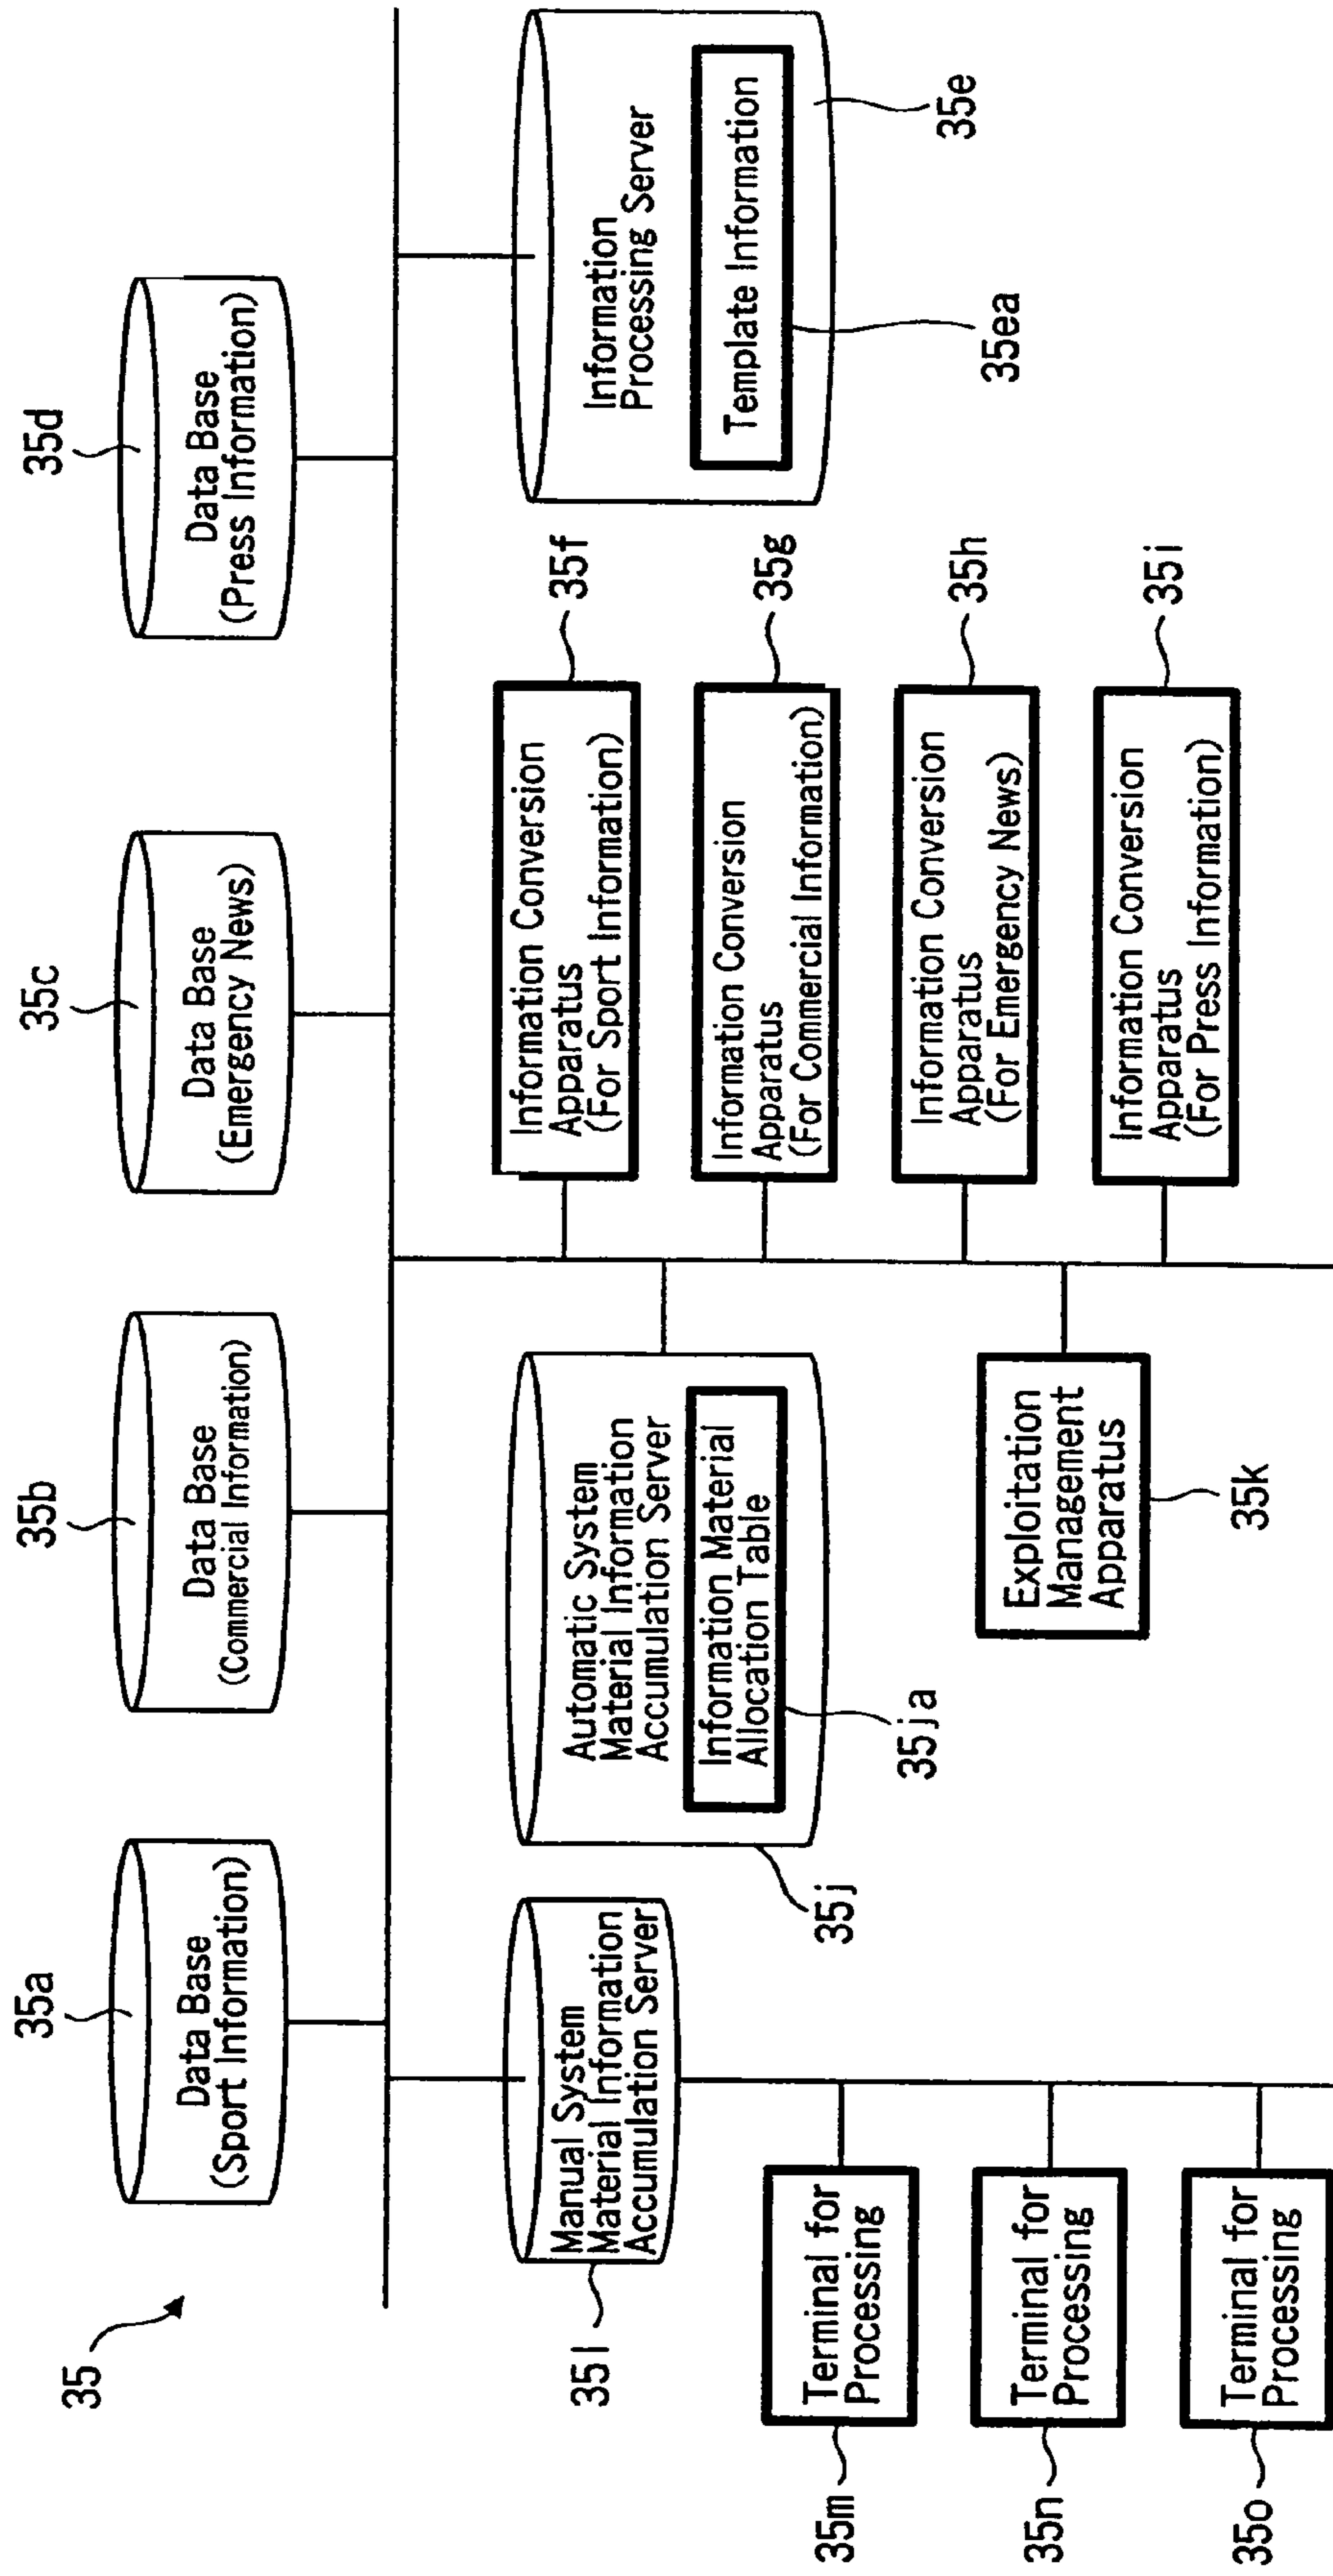 35
35a
Data Base
(Sport Information)
35b
Data Base
(Commercial Information)
35c
Data Base
(Emergency News)
35d
Data Base
(Press Information)
Manual System
Material Information
Accumulation Server
35l
Automatic System
Material Information
Accumulation Server
Information Material
Allocation Table
35ja
35j
Information Conversion
Apparatus
(For Sport Information)
35f
Information Conversion
Apparatus
(For Commercial Information)
35g
Information Conversion
Apparatus
(For Emergency News)
35h
Information Conversion
Apparatus
(For Press Information)
35i
Information
Processing Server
Template Information
35e
35ea
Exploitation
Management
Apparatus
35k
Terminal for
Processing
35m
Terminal for
Processing
35n
Terminal for
Processing
35o